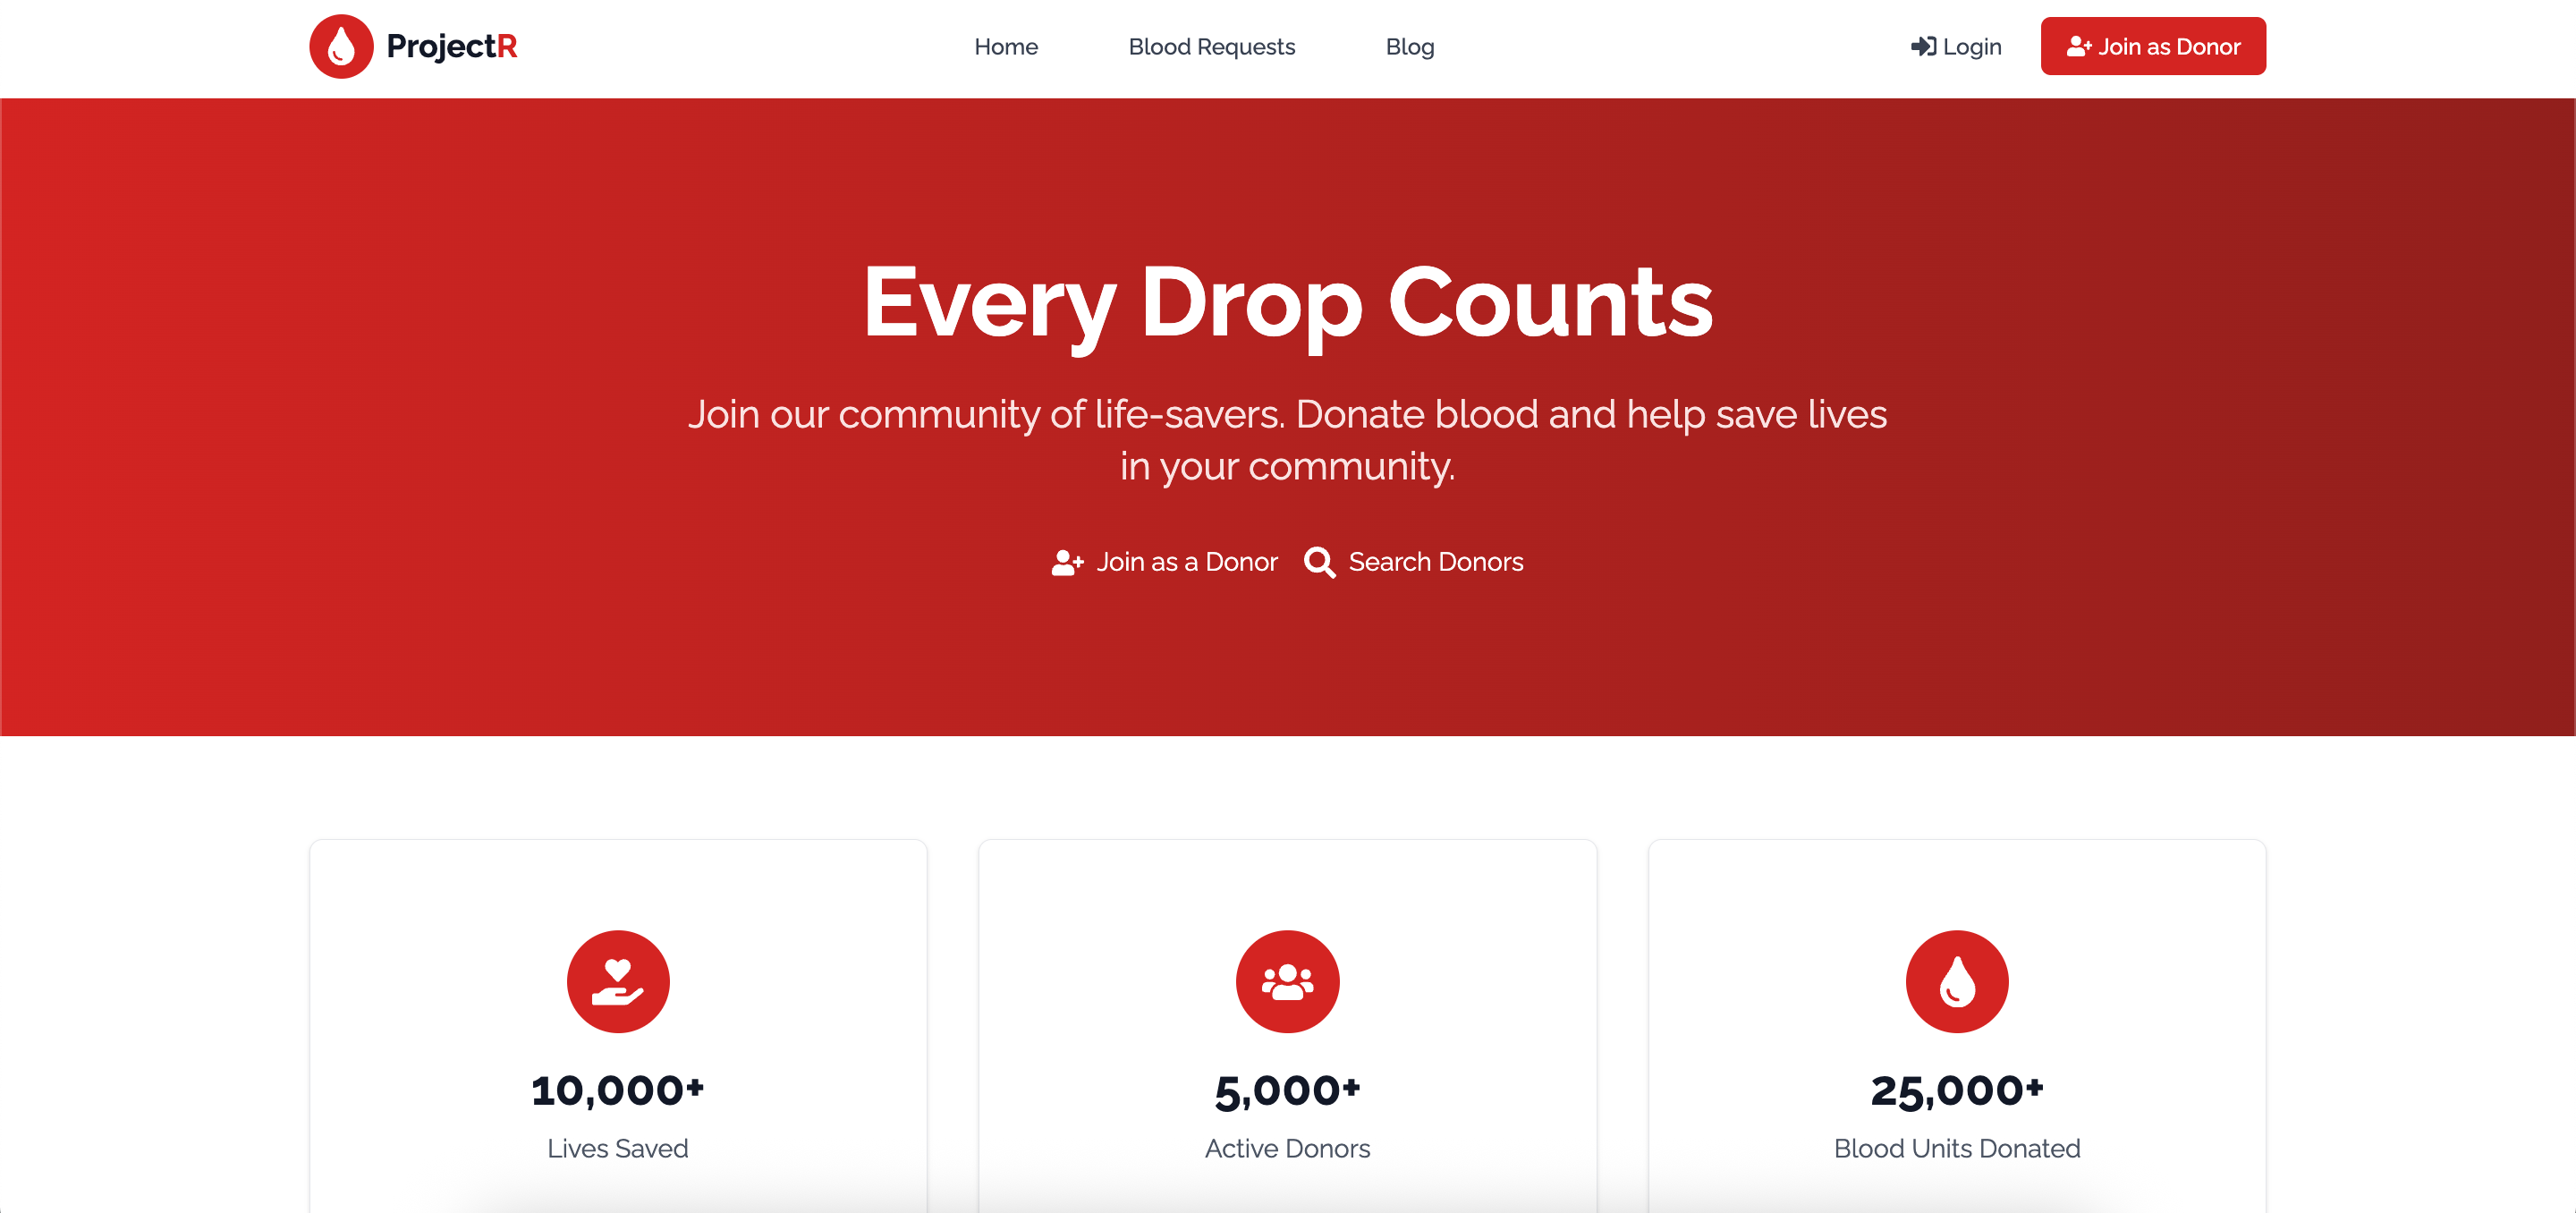 ProjectR
Home
Blood Requests
Blog
Login
Join as Donor
Every Drop Counts
Join our community of life-savers. Donate blood and help save lives
in your community.
Join as a Donor
Search Donors
10,000+
Lives Saved
5,000+
Active Donors
25,000+
Blood Units Donated